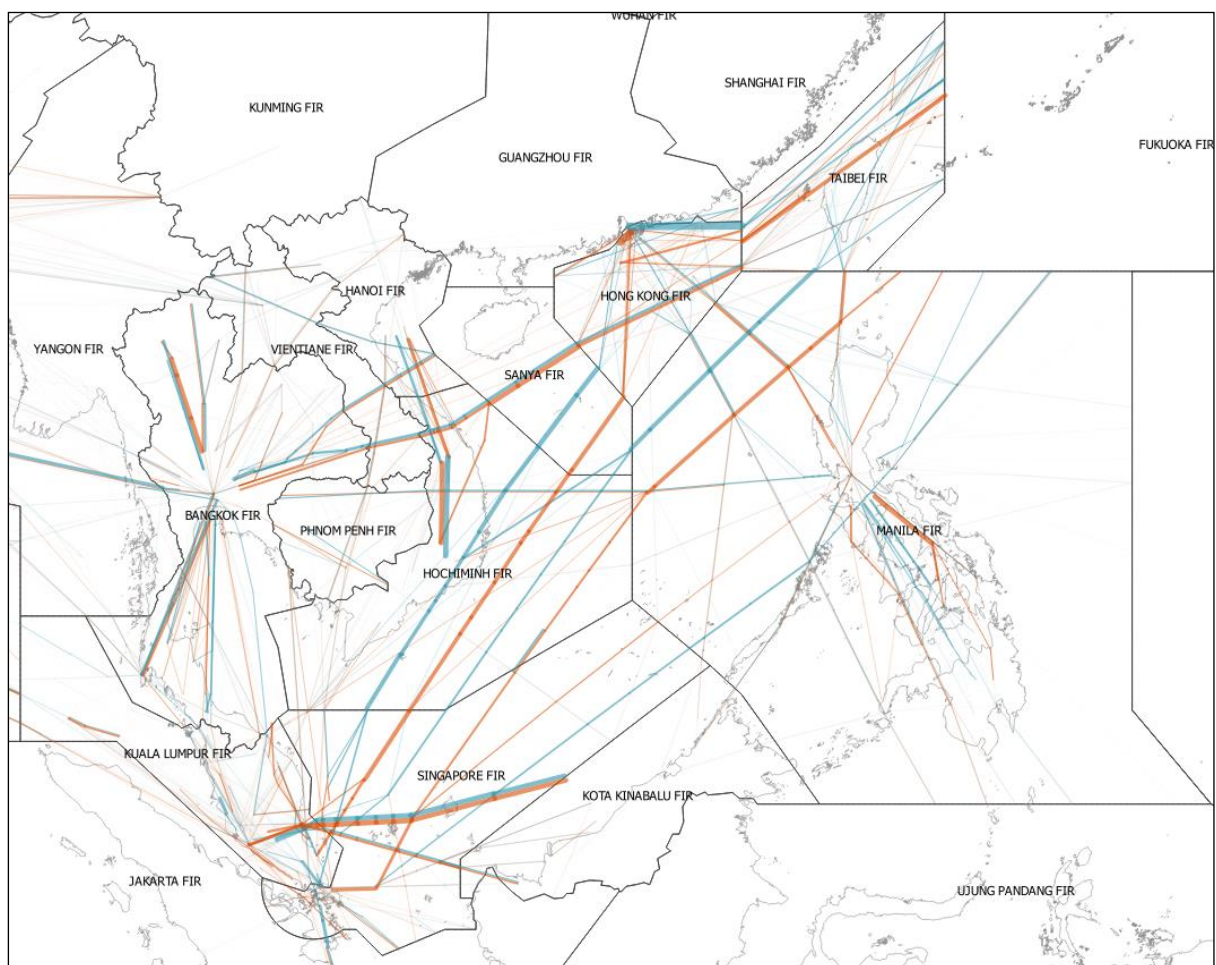 WUHAN FIR
SHANGHAI FIR
KUNMING FIR
FUKUOKA FIR
GUANGZHOU FIR
TAIBEI FIR
HANOI FIR
HONG KONG FIR
YANGON FIR
VIENTIANE FIR
SANYA FIR
BANGKOK FIR
PHNOM PENH FIR
MANILA FIR
HOCHIMINH FIR
KUALA LUMPUR FIR
SINGAPORE FIR
KOTA KINABALU FIR
JAKARTA FIR
UJUNG PANDANG FIR